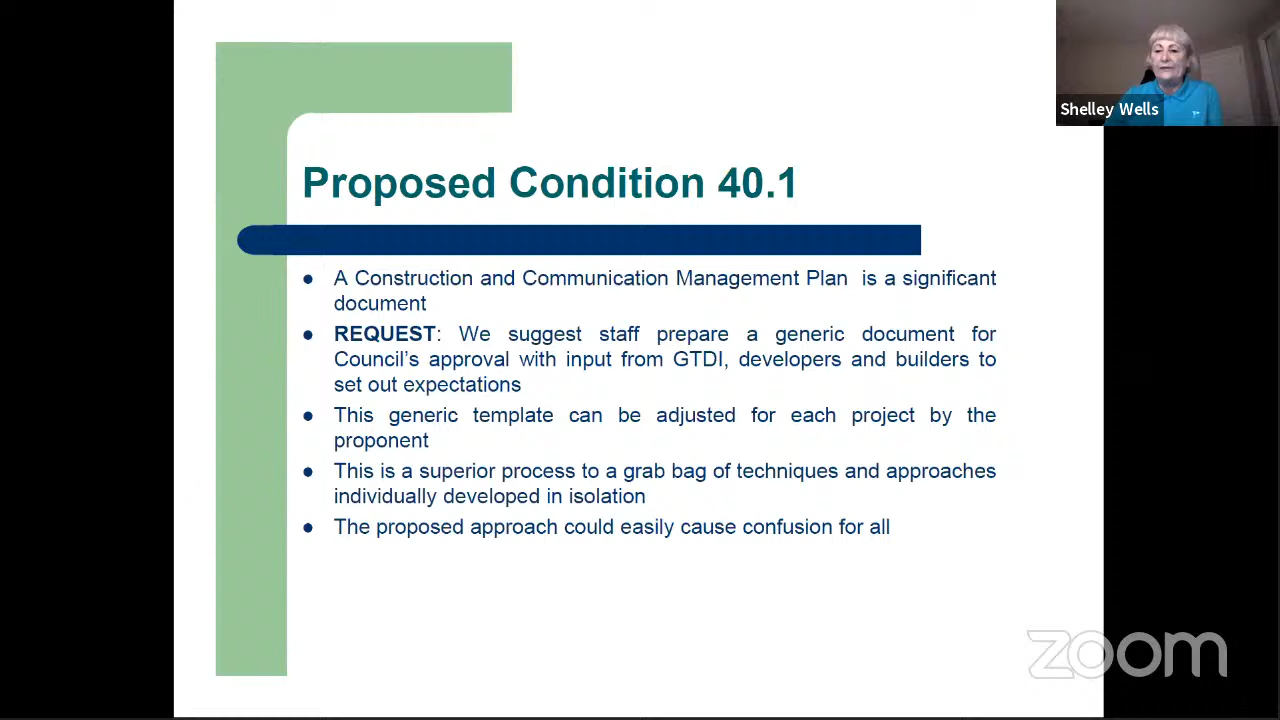 Shelley Wells
Proposed Condition 40.1
● A Construction and Communication Management Plan is a significant
document
● REQUEST: We suggest staff prepare a generic document for
Council's approval with input from GTDI, developers and builders to
set out expectations
● This generic template can be adjusted for each project by the
proponent
● This is a superior process to a grab bag of techniques and approaches
individually developed in isolation
● The proposed approach could easily cause confusion for all
zoom